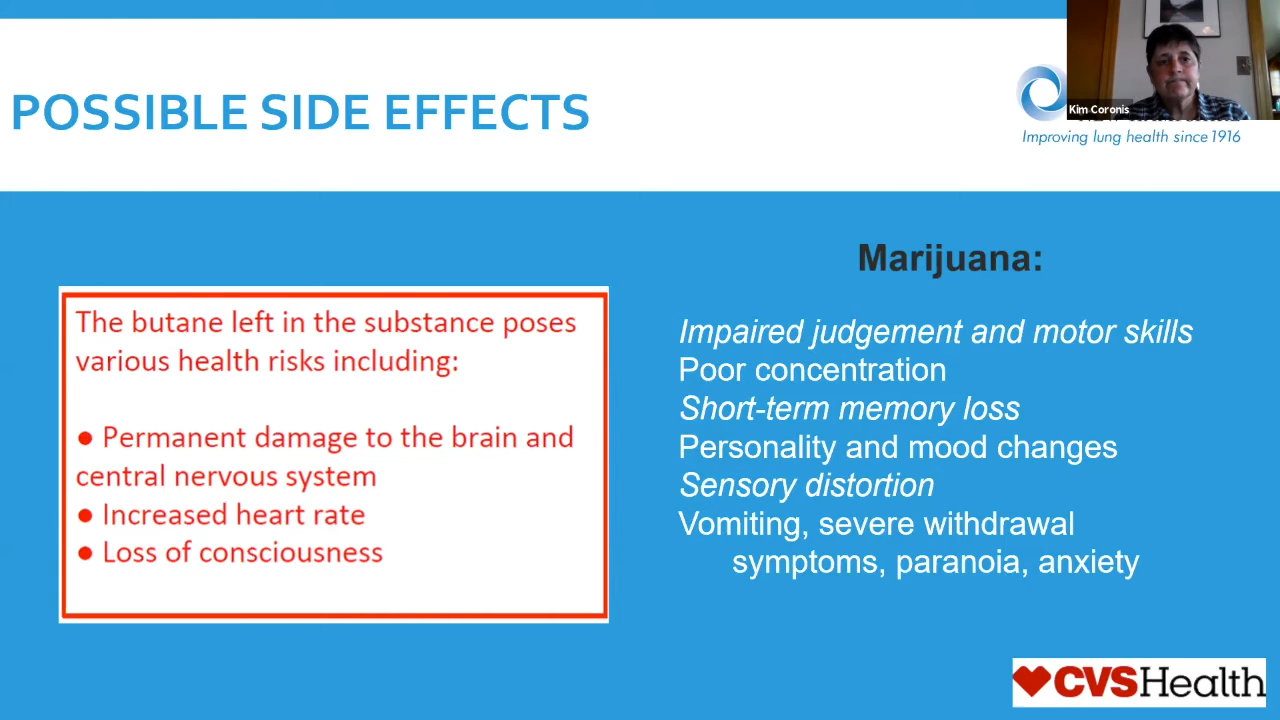 POSSIBLE SIDE EFFECTS
Kim Coronis
Improving lung health since 1916
The butane left in the substance poses
various health risks including:
● Permanent damage to the brain and
central nervous system
● Increased heart rate
● Loss of consciousness
Marijuana:
Impaired judgement and motor skills
Poor concentration
Short-term memory loss
Personality and mood changes
Sensory distortion
Vomiting, severe withdrawal
symptoms, paranoia, anxiety
CVSHealth